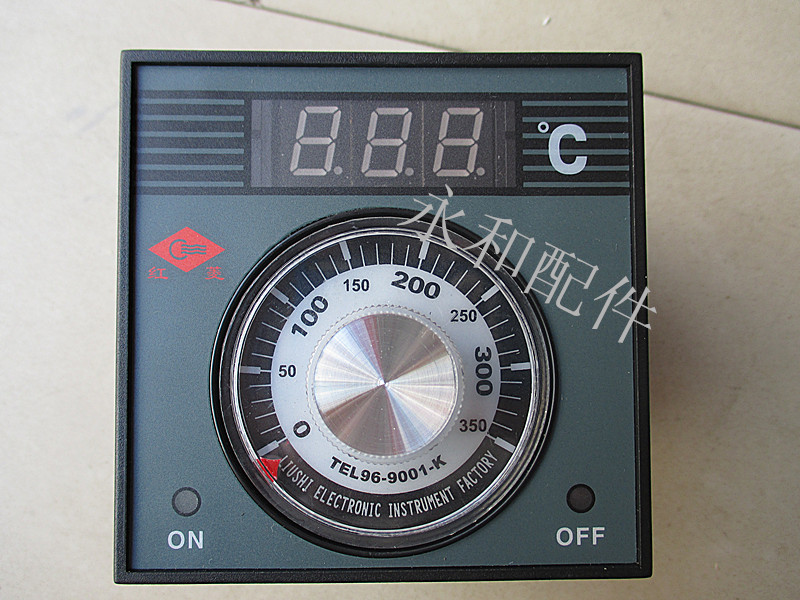 888
°C
永和配件
红 菱
0
50
100
150
200
250
300
350
TEL96-9001-K
LIUSHI ELECTRONIC INSTRUMENT FACTORY
ON
OFF